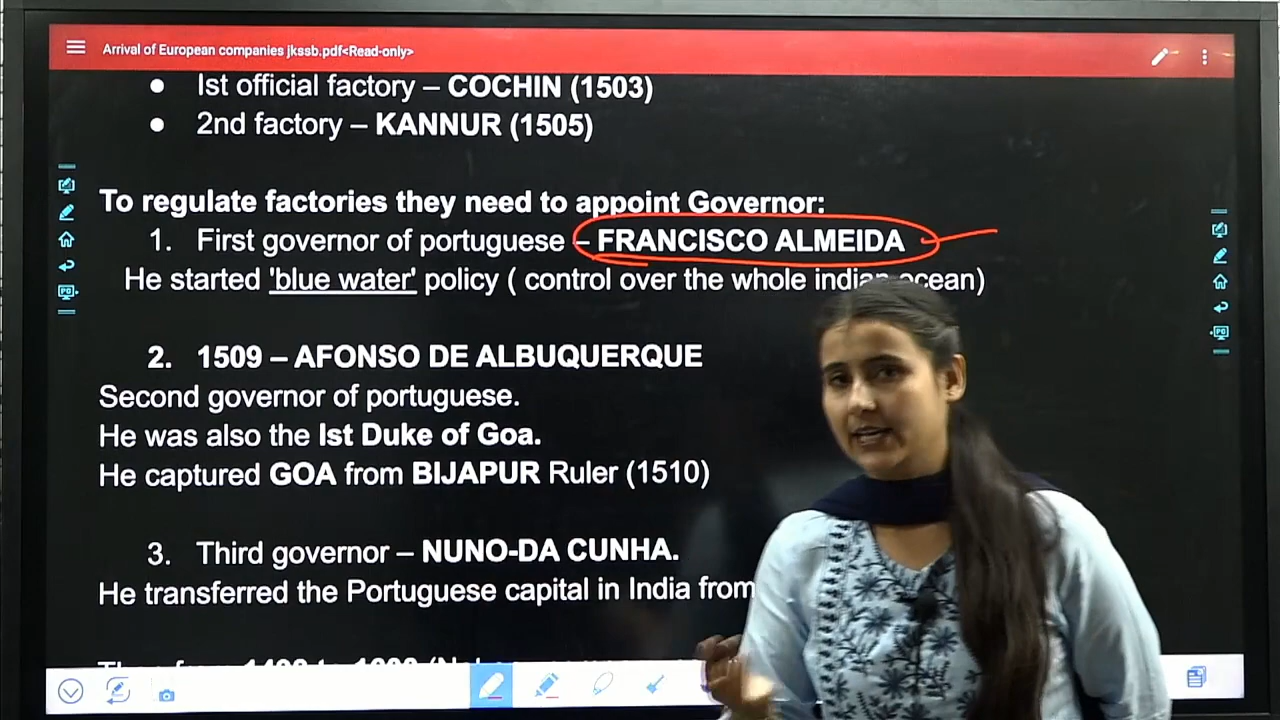 Arrival of European companies jkssb.pdf<Read-only>
● Ist official factory – COCHIN (1503)
● 2nd factory – KANNUR (1505)
To regulate factories they need to appoint Governor:
1. First governor of portuguese – FRANCISCO ALMEIDA
He started 'blue water' policy ( control over the whole indian ocean)
2. 1509 – AFONSO DE ALBUQUERQUE
Second governor of portuguese.
He was also the Ist Duke of Goa.
He captured GOA from BIJAPUR Ruler (1510)
3. Third governor – NUNO-DA CUNHA.
He transferred the Portuguese capital in India from